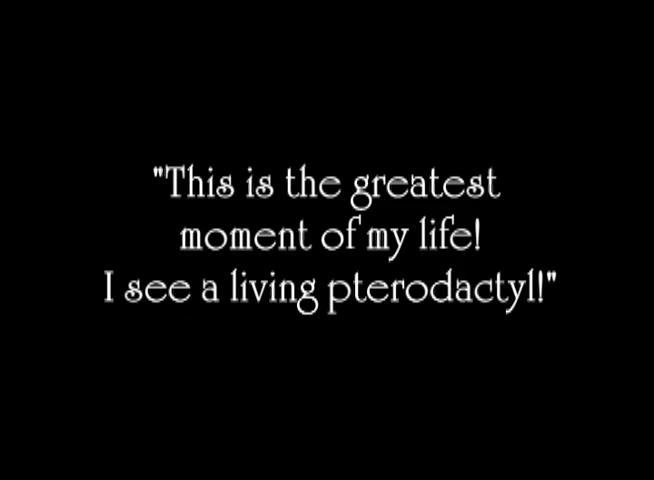 "This is the greatest
moment of my life!
I see a living pterodactyl!"